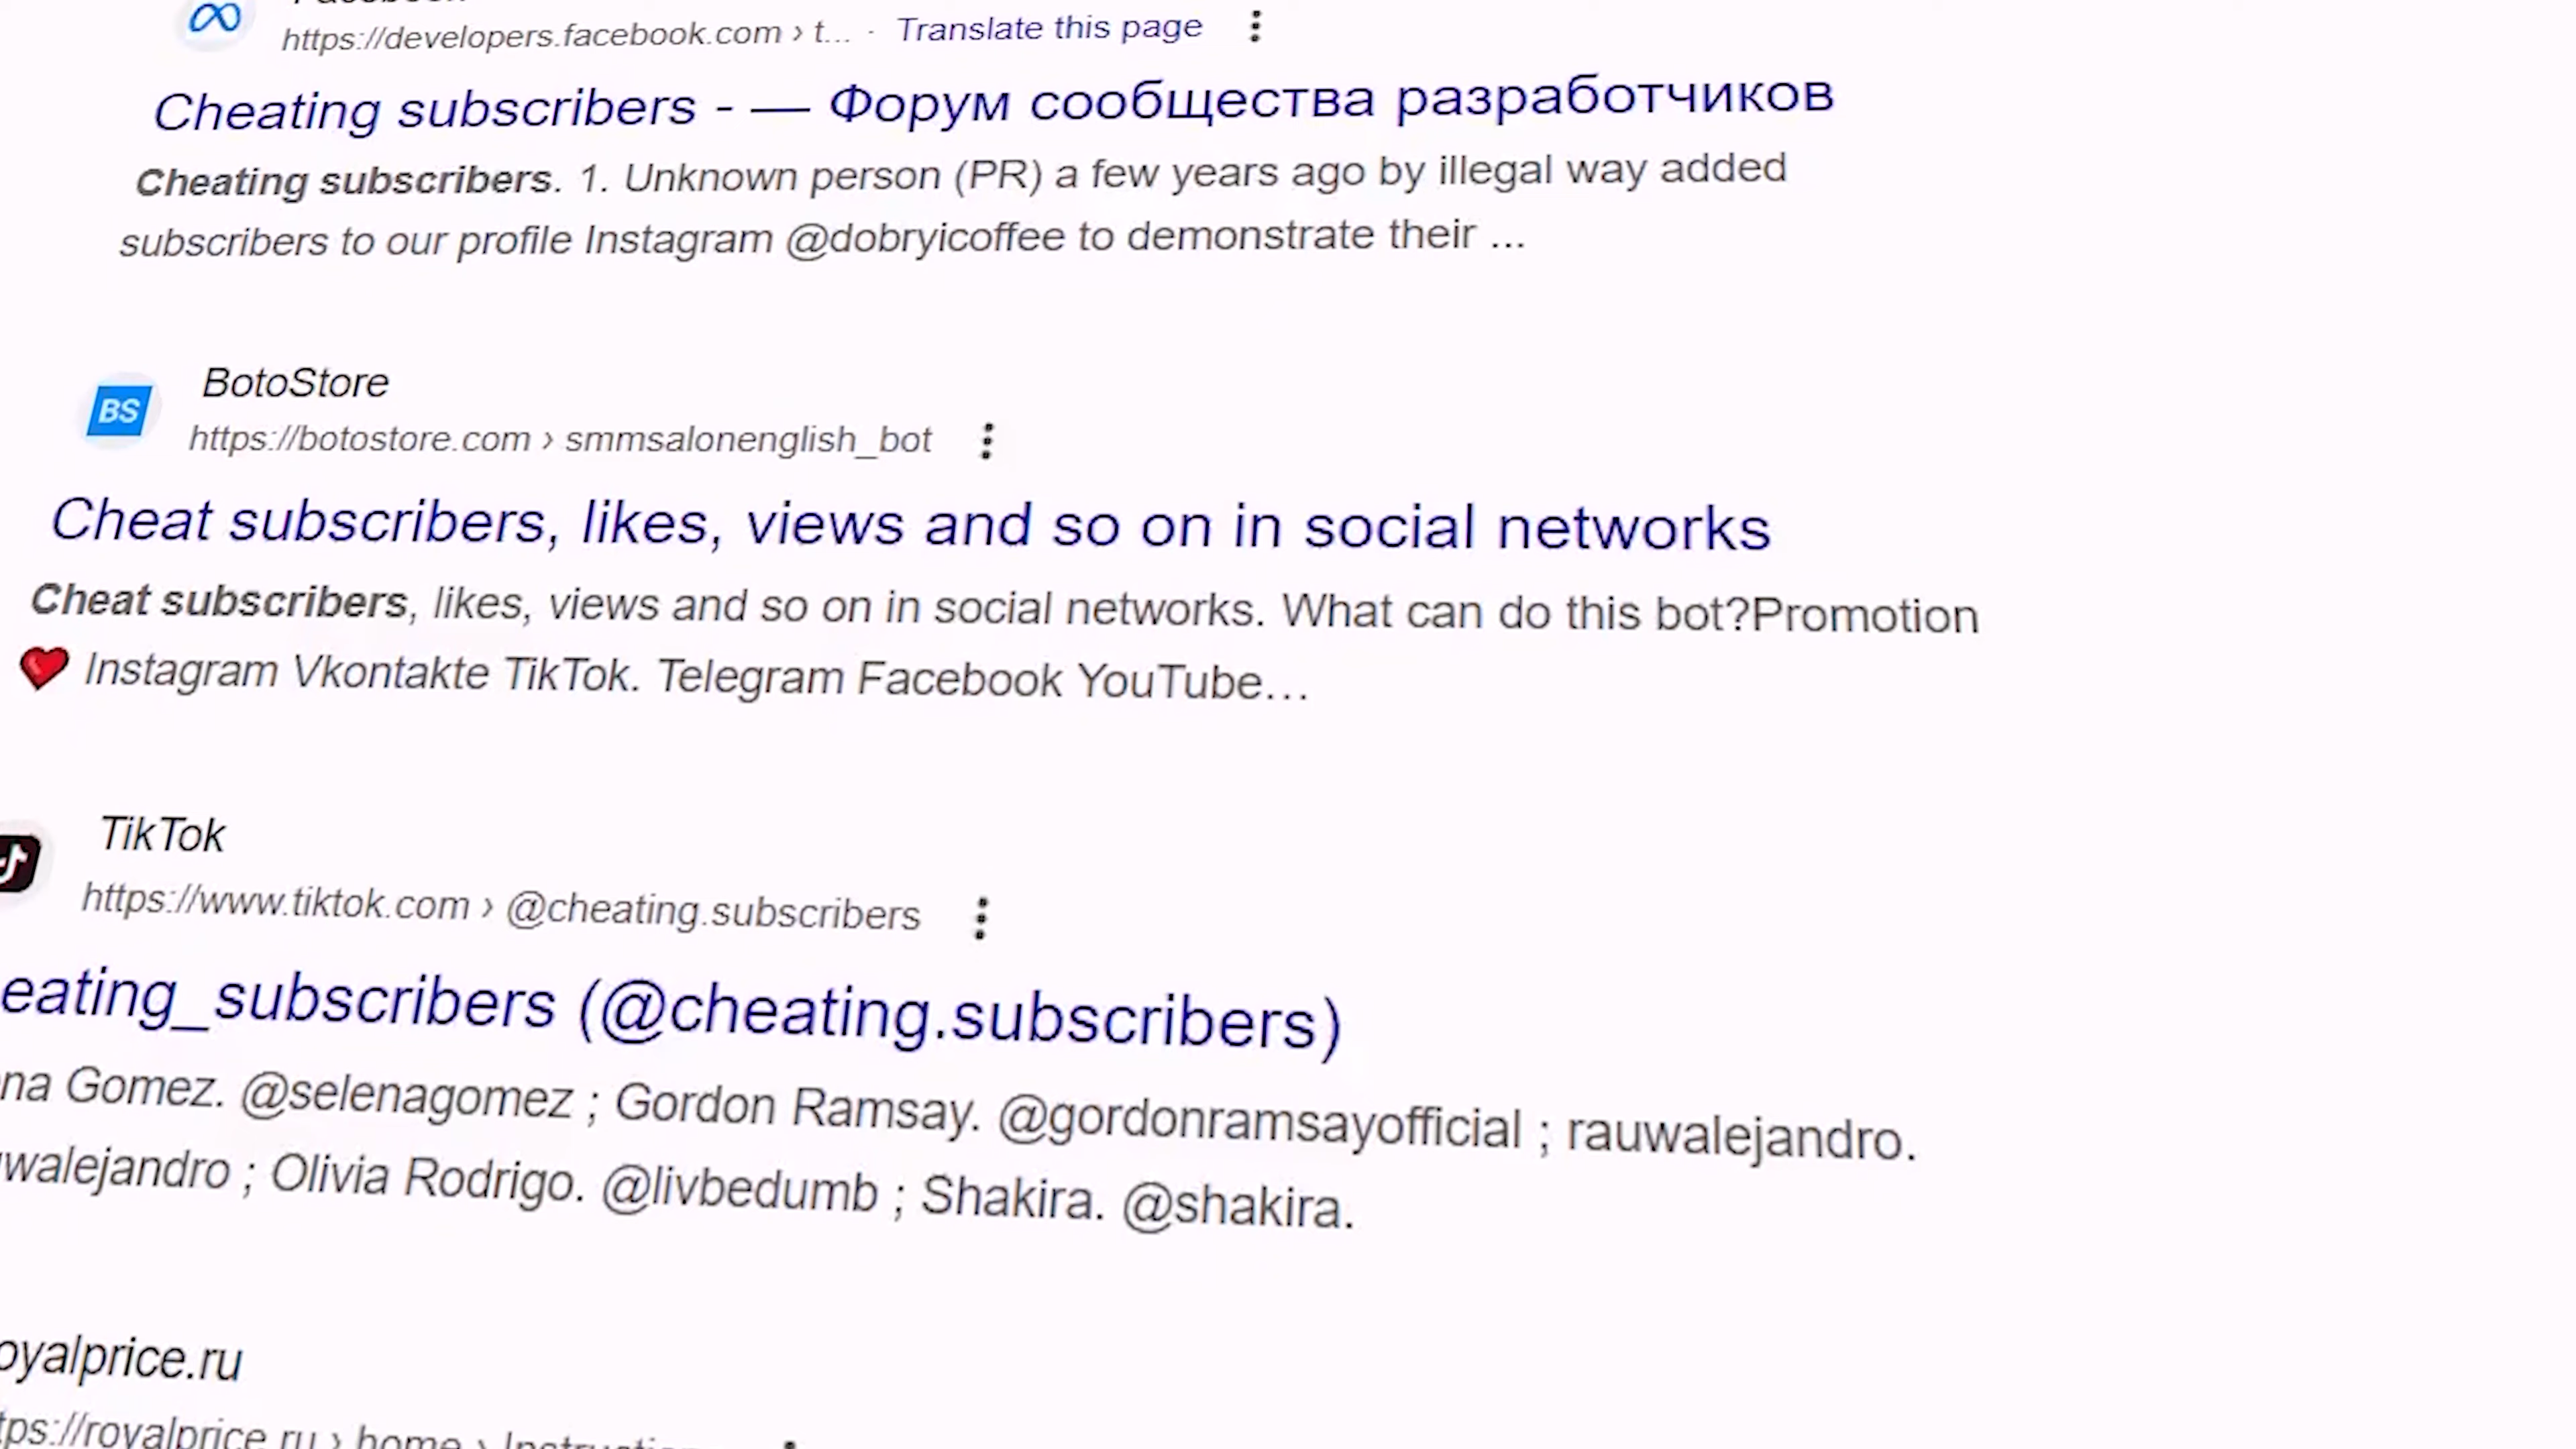 https://developers.facebook.com › t... · Translate this page
Cheating subscribers - — Форум сообщества разработчиков
Cheating subscribers. 1. Unknown person (PR) a few years ago by illegal way added
subscribers to our profile Instagram @dobryicoffee to demonstrate their ...
BS
BotoStore
https://botostore.com › smmsalonenglish_bot
Cheat subscribers, likes, views and so on in social networks
Cheat subscribers, likes, views and so on in social networks. What can do this bot?Promotion
❤️ Instagram Vkontakte TikTok. Telegram Facebook YouTube…
TikTok
https://www.tiktok.com › @cheating.subscribers
eating_subscribers (@cheating.subscribers)
na Gomez. @selenagomez ; Gordon Ramsay. @gordonramsayofficial ; rauwalejandro.
walejandro ; Olivia Rodrigo. @livbedumb ; Shakira. @shakira.
oyalprice.ru
tps://royalprice.ru › home ›